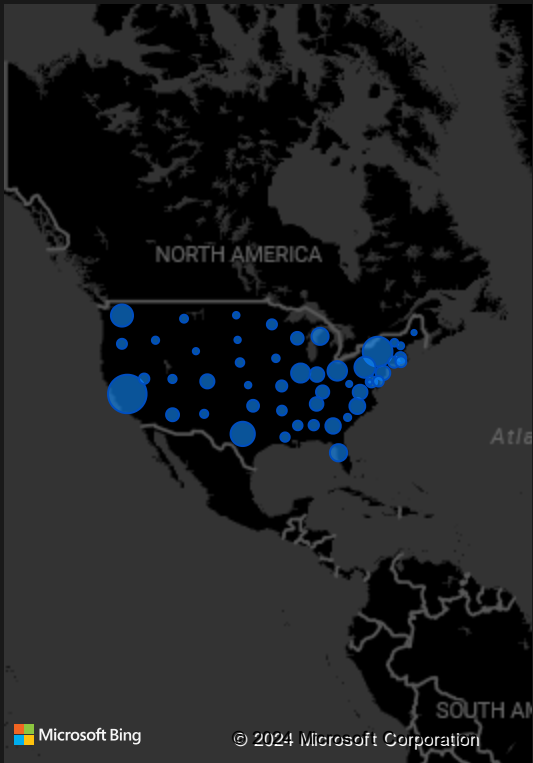 NORTH AMERICA
Atla
SOUTH AM
Microsoft Bing
© 2024 Microsoft Corporation